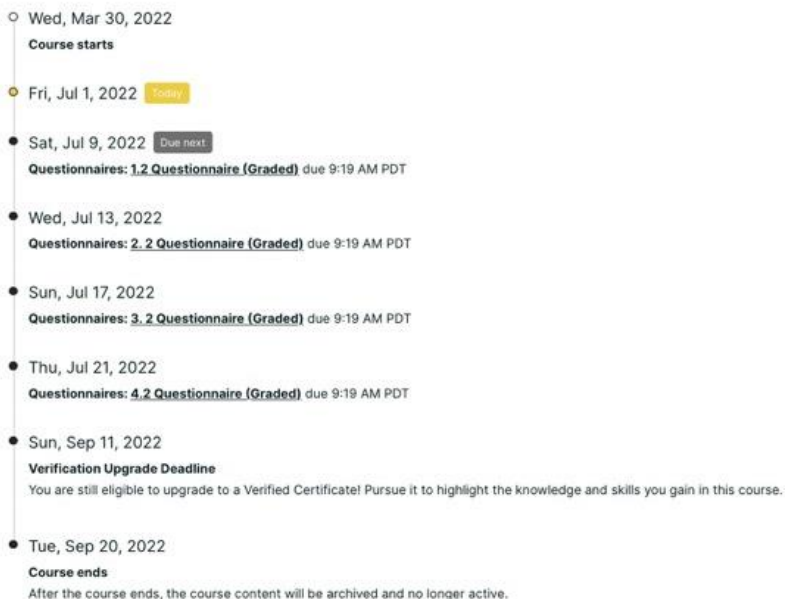 Wed, Mar 30, 2022
Course starts
Fri, Jul 1, 2022 Today
Sat, Jul 9, 2022 Due next
Questionnaires: 1.2 Questionnaire (Graded) due 9:19 AM PDT
Wed, Jul 13, 2022
Questionnaires: 2. 2 Questionnaire (Graded) due 9:19 AM PDT
Sun, Jul 17, 2022
Questionnaires: 3. 2 Questionnaire (Graded) due 9:19 AM PDT
Thu, Jul 21, 2022
Questionnaires: 4.2 Questionnaire (Graded) due 9:19 AM PDT
Sun, Sep 11, 2022
Verification Upgrade Deadline
You are still eligible to upgrade to a Verified Certificate! Pursue it to highlight the knowledge and skills you gain in this course.
Tue, Sep 20, 2022
Course ends
After the course ends, the course content will be archived and no longer active.